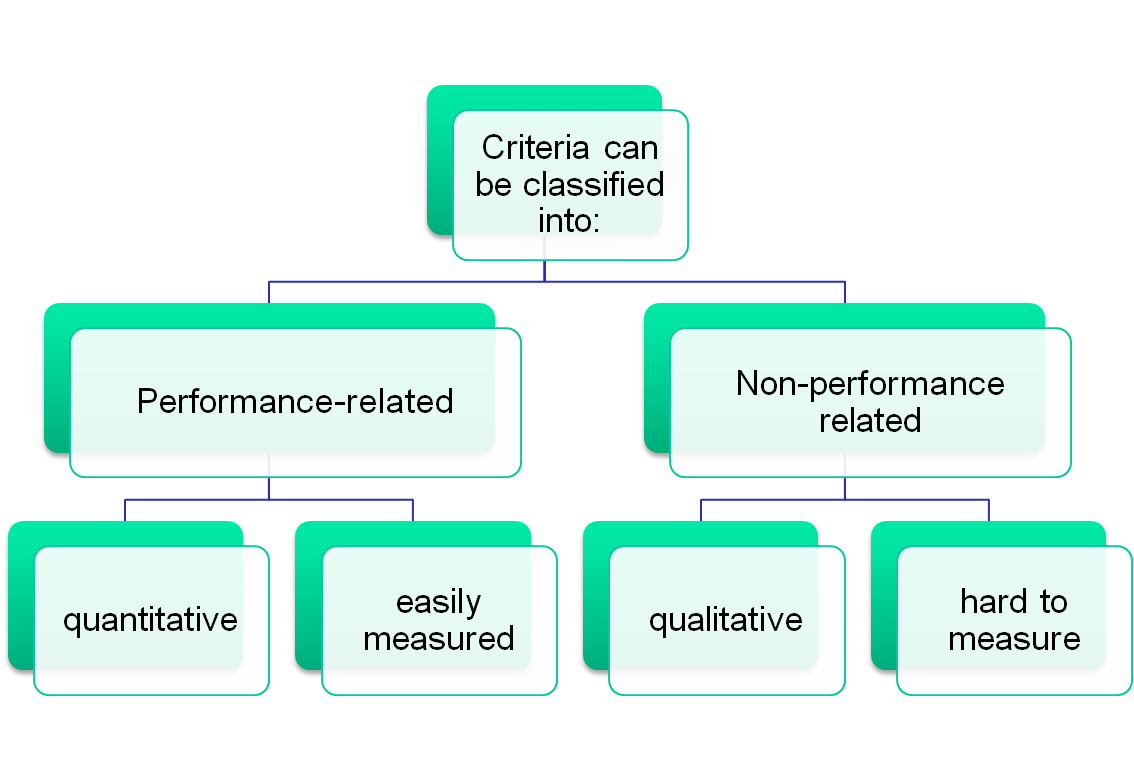 Criteria can
be classified
into:
Performance-related
Non-performance
related
quantitative
easily
measured
qualitative
hard to
measure